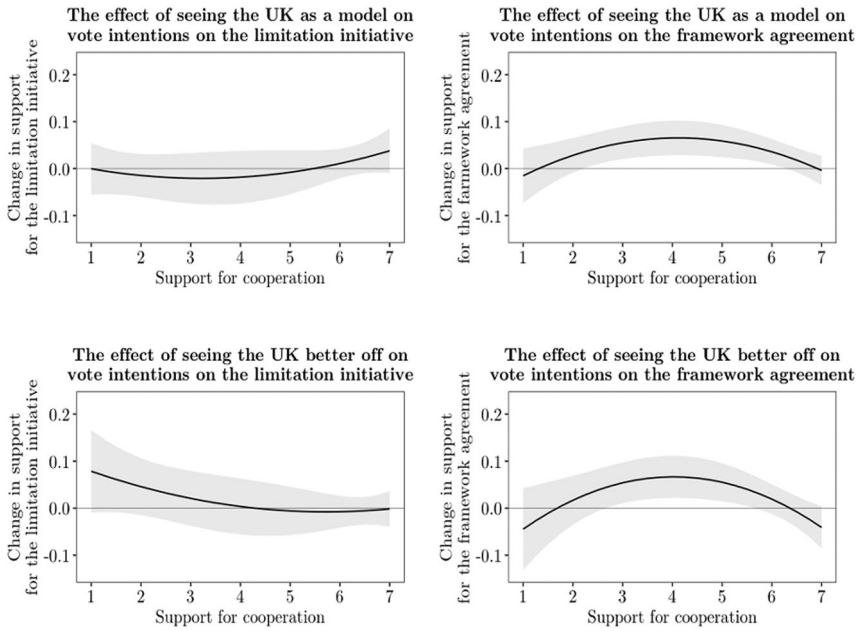 The effect of seeing the UK as a model on
vote intentions on the limitation initiative
Change in support
for the limitation initiative
0.2
0.1
0.0
-0.1
1 2 3 4 5 6 7
Support for cooperation
The effect of seeing the UK as a model on
vote intentions on the framework agreement
Change in support
for the farmework agreement
0.2
0.1
0.0
-0.1
1 2 3 4 5 6 7
Support for cooperation
The effect of seeing the UK better off on
vote intentions on the limitation initiative
Change in support
for the limitation initiative
0.2
0.1
0.0
-0.1
1 2 3 4 5 6 7
Support for cooperation
The effect of seeing the UK better off on
vote intentions on the framework agreement
Change in support
for the framework agreement
0.2
0.1
0.0
-0.1
1 2 3 4 5 6 7
Support for cooperation